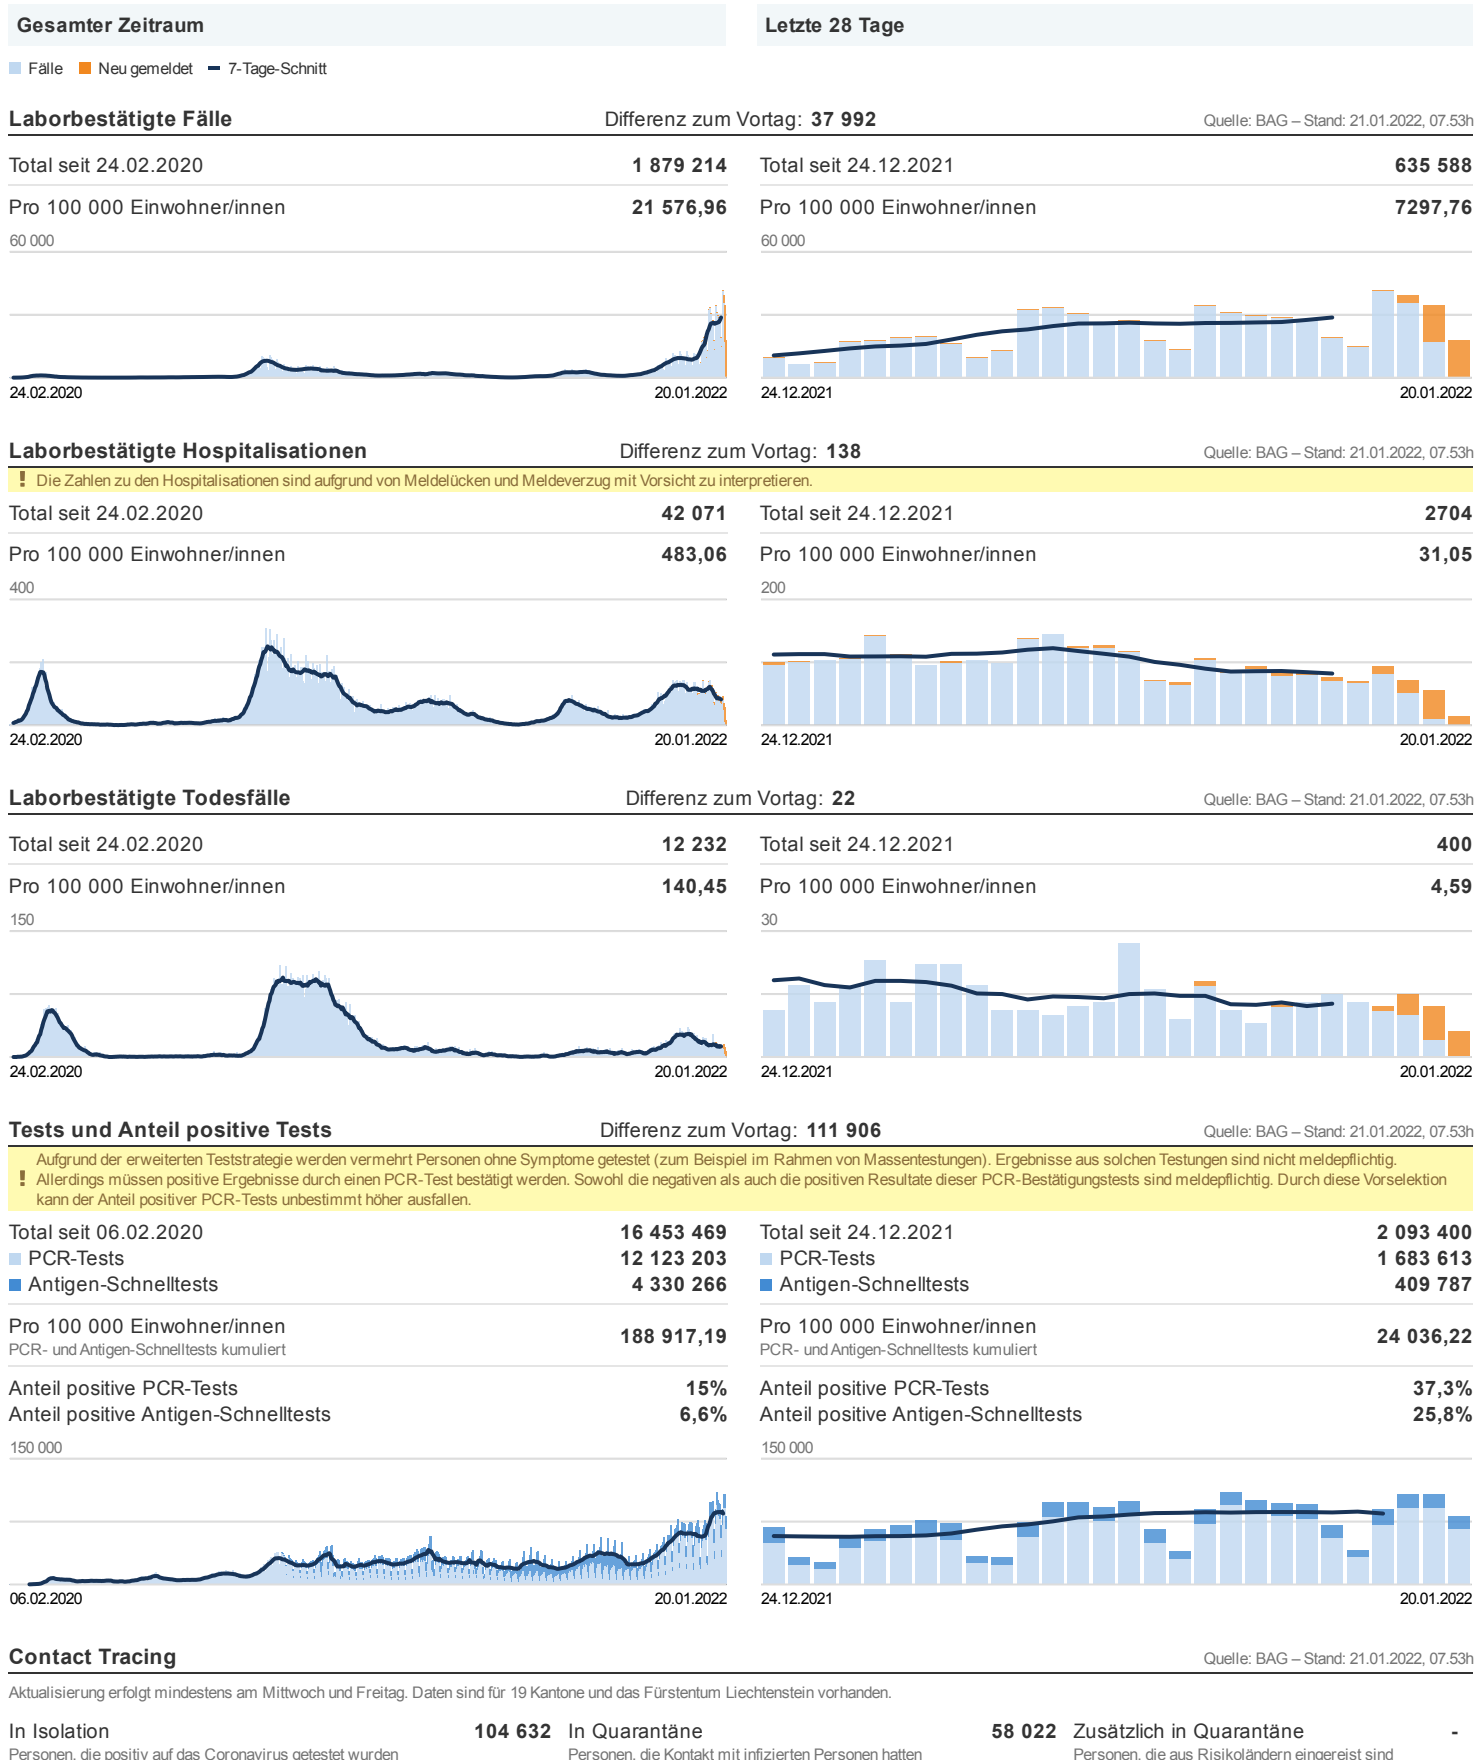 Gesamter Zeitraum
Letzte 28 Tage
Fälle Neu gemeldet 7-Tage-Schnitt
Laborbestätigte Fälle Differenz zum Vortag: 37 992 Quelle: BAG – Stand: 21.01.2022, 07.53h
Total seit 24.02.2020 1 879 214
Total seit 24.12.2021 635 588
Pro 100 000 Einwohner/innen 21 576,96
Pro 100 000 Einwohner/innen 7297,76
60 000
60 000
24.02.2020 20.01.2022
24.12.2021 20.01.2022
Laborbestätigte Hospitalisationen Differenz zum Vortag: 138 Quelle: BAG – Stand: 21.01.2022, 07.53h
! Die Zahlen zu den Hospitalisationen sind aufgrund von Meldelücken und Meldeverzug mit Vorsicht zu interpretieren.
Total seit 24.02.2020 42 071
Total seit 24.12.2021 2704
Pro 100 000 Einwohner/innen 483,06
Pro 100 000 Einwohner/innen 31,05
400
200
24.02.2020 20.01.2022
24.12.2021 20.01.2022
Laborbestätigte Todesfälle Differenz zum Vortag: 22 Quelle: BAG – Stand: 21.01.2022, 07.53h
Total seit 24.02.2020 12 232
Total seit 24.12.2021 400
Pro 100 000 Einwohner/innen 140,45
Pro 100 000 Einwohner/innen 4,59
150
30
24.02.2020 20.01.2022
24.12.2021 20.01.2022
Tests und Anteil positive Tests Differenz zum Vortag: 111 906 Quelle: BAG – Stand: 21.01.2022, 07.53h
Aufgrund der erweiterten Teststrategie werden vermehrt Personen ohne Symptome getestet (zum Beispiel im Rahmen von Massentestungen). Ergebnisse aus solchen Testungen sind nicht meldepflichtig.
! Allerdings müssen positive Ergebnisse durch einen PCR-Test bestätigt werden. Sowohl die negativen als auch die positiven Resultate dieser PCR-Bestätigungstests sind meldepflichtig. Durch diese Vorselektion
kann der Anteil positiver PCR-Tests unbestimmt höher ausfallen.
Total seit 06.02.2020 16 453 469
PCR-Tests 12 123 203
Antigen-Schnelltests 4 330 266
Total seit 24.12.2021 2 093 400
PCR-Tests 1 683 613
Antigen-Schnelltests 409 787
Pro 100 000 Einwohner/innen 188 917,19
PCR- und Antigen-Schnelltests kumuliert
Pro 100 000 Einwohner/innen 24 036,22
PCR- und Antigen-Schnelltests kumuliert
Anteil positive PCR-Tests 15%
Anteil positive Antigen-Schnelltests 6,6%
Anteil positive PCR-Tests 37,3%
Anteil positive Antigen-Schnelltests 25,8%
150 000
150 000
06.02.2020 20.01.2022
24.12.2021 20.01.2022
Contact Tracing Quelle: BAG – Stand: 21.01.2022, 07.53h
Aktualisierung erfolgt mindestens am Mittwoch und Freitag. Daten sind für 19 Kantone und das Fürstentum Liechtenstein vorhanden.
In Isolation 104 632
Personen, die positiv auf das Coronavirus getestet wurden
In Quarantäne 58 022
Personen, die Kontakt mit infizierten Personen hatten
Zusätzlich in Quarantäne -
Personen, die aus Risikoländern eingereist sind